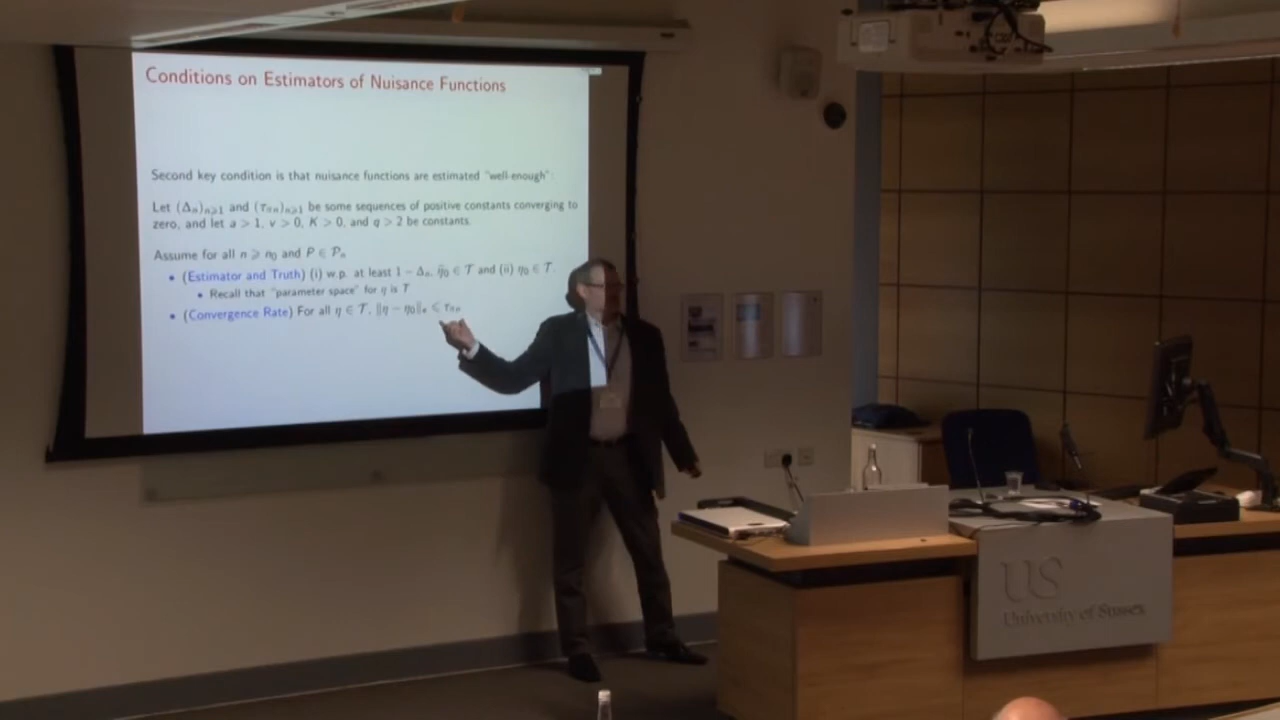 Conditions on Estimators of Nuisance Functions
Second key condition is that nuisance functions are estimated "well-enough":
Let (Δₙ)ₙ⩾₁ and (τₙₙ)ₙ⩾₁ be some sequences of positive constants converging to
zero, and let a > 1, v > 0, K > 0, and q > 2 be constants.
Assume for all n ⩾ n₀ and P ∈ 𝒫ₙ
• (Estimator and Truth) (i) w.p. at least 1 − Δₙ, η̂₀ ∈ 𝒯 and (ii) η₀ ∈ 𝒯.
• Recall that "parameter space" for η is T
• (Convergence Rate) For all η ∈ 𝒯, ‖η − η₀‖ₑ ⩽ τₙₙ
US
University of Sussex